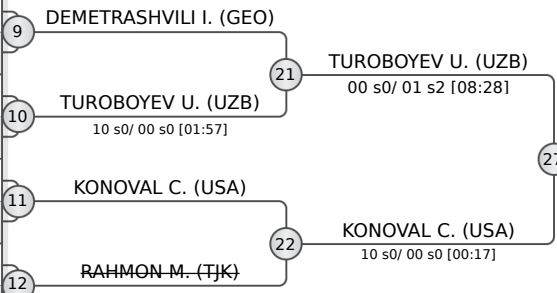 DEMETRASHVILI I. (GEO)
9
TUROBOYEV U. (UZB)
21
00 s0/ 01 s2 [08:28]
TUROBOYEV U. (UZB)
10
10 s0/ 00 s0 [01:57]
27
KONOVAL C. (USA)
11
KONOVAL C. (USA)
22
10 s0/ 00 s0 [00:17]
RAHMON M. (TJK)
12